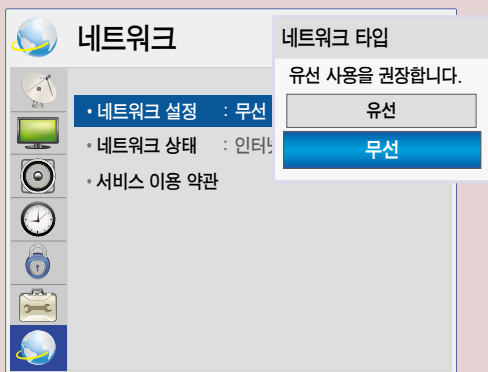 네트워크
네트워크 타입
유선 사용을 권장합니다.
유선
무선
• 네트워크 설정 : 무선
• 네트워크 상태 : 인터
• 서비스 이용 약관